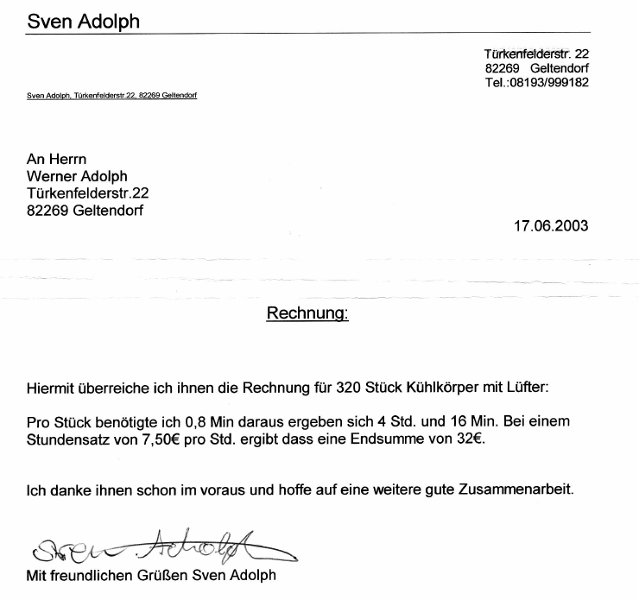 Sven Adolph
Türkenfelderstr. 22
82269 Geltendorf
Tel.:08193/999182
Sven Adolph, Türkenfelderstr.22, 82269 Geltendorf
An Herrn
Werner Adolph
Türkenfelderstr.22
82269 Geltendorf
17.06.2003
Rechnung:
Hiermit überreiche ich ihnen die Rechnung für 320 Stück Kühlkörper mit Lüfter:
Pro Stück benötigte ich 0,8 Min daraus ergeben sich 4 Std. und 16 Min. Bei einem
Stundensatz von 7,50€ pro Std. ergibt dass eine Endsumme von 32€.
Ich danke ihnen schon im voraus und hoffe auf eine weitere gute Zusammenarbeit.
Sven Adolph
Mit freundlichen Grüßen Sven Adolph